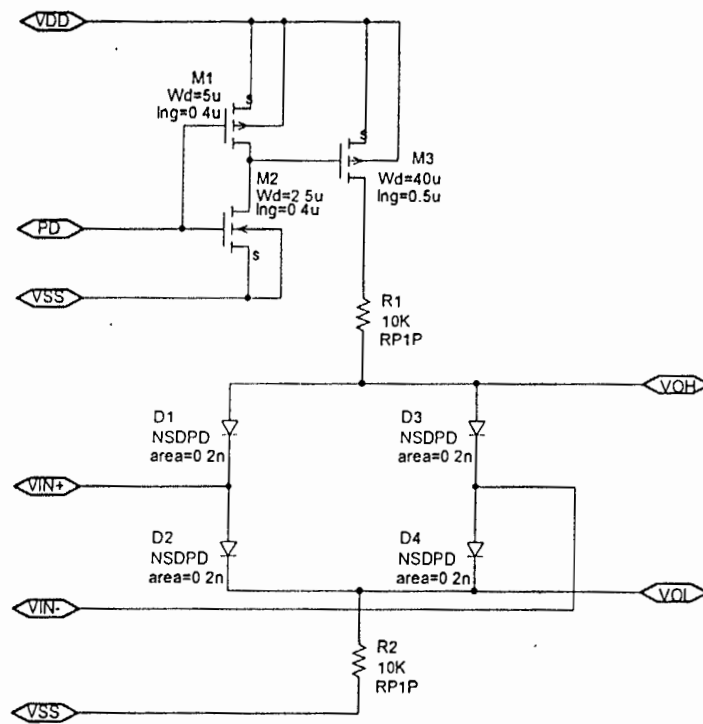 VDD
M1
Wd=5u
lng=0 4u
S
M3
Wd=40u
lng=0.5u
S
M2
Wd=2 5u
lng=0 4u
S
PD
VSS
R1
10K
RP1P
VOH
D1
NSDPD
area=0 2n
D3
NSDPD
area=0 2n
VIN+
D2
NSDPD
area=0 2n
D4
NSDPD
area=0 2n
VIN-
VOL
R2
10K
RP1P
VSS